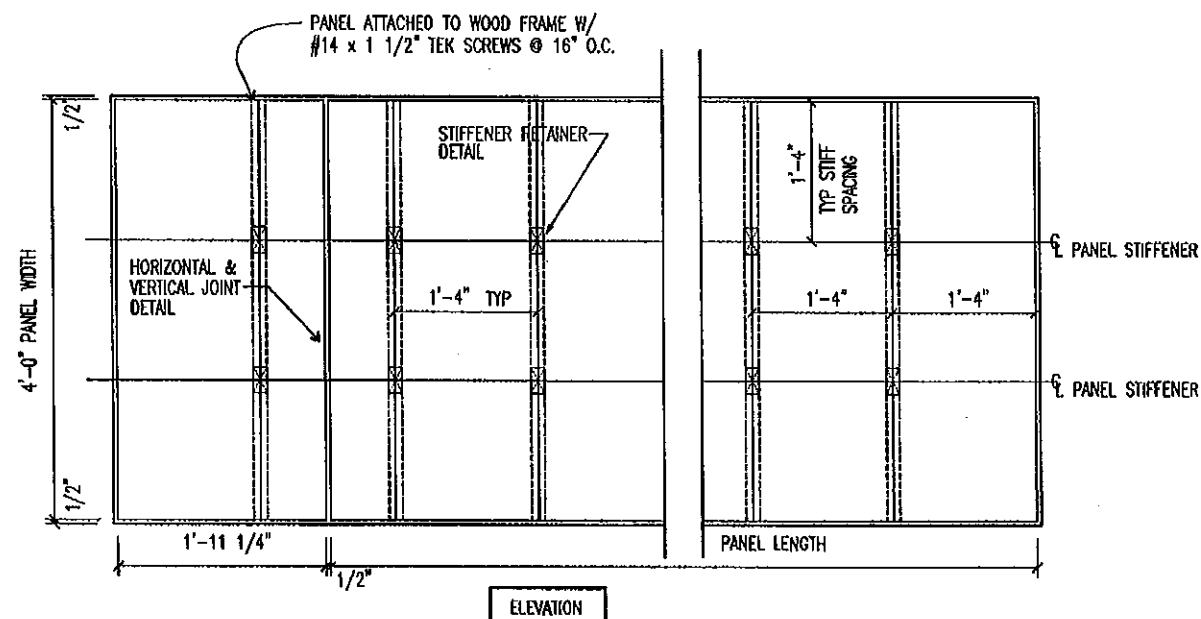 PANEL ATTACHED TO WOOD FRAME W/
#14 x 1 1/2" TEK SCREWS @ 16" O.C.
1/2"
STIFFENER RETAINER
DETAIL
1'-4"
TYP STIFF
SPACING
℄ PANEL STIFFENER
HORIZONTAL &
VERTICAL JOINT
DETAIL
4'-0" PANEL WIDTH
1'-4" TYP
1'-4"
1'-4"
℄ PANEL STIFFENER
1/2"
1'-11 1/4"
PANEL LENGTH
1/2"
ELEVATION